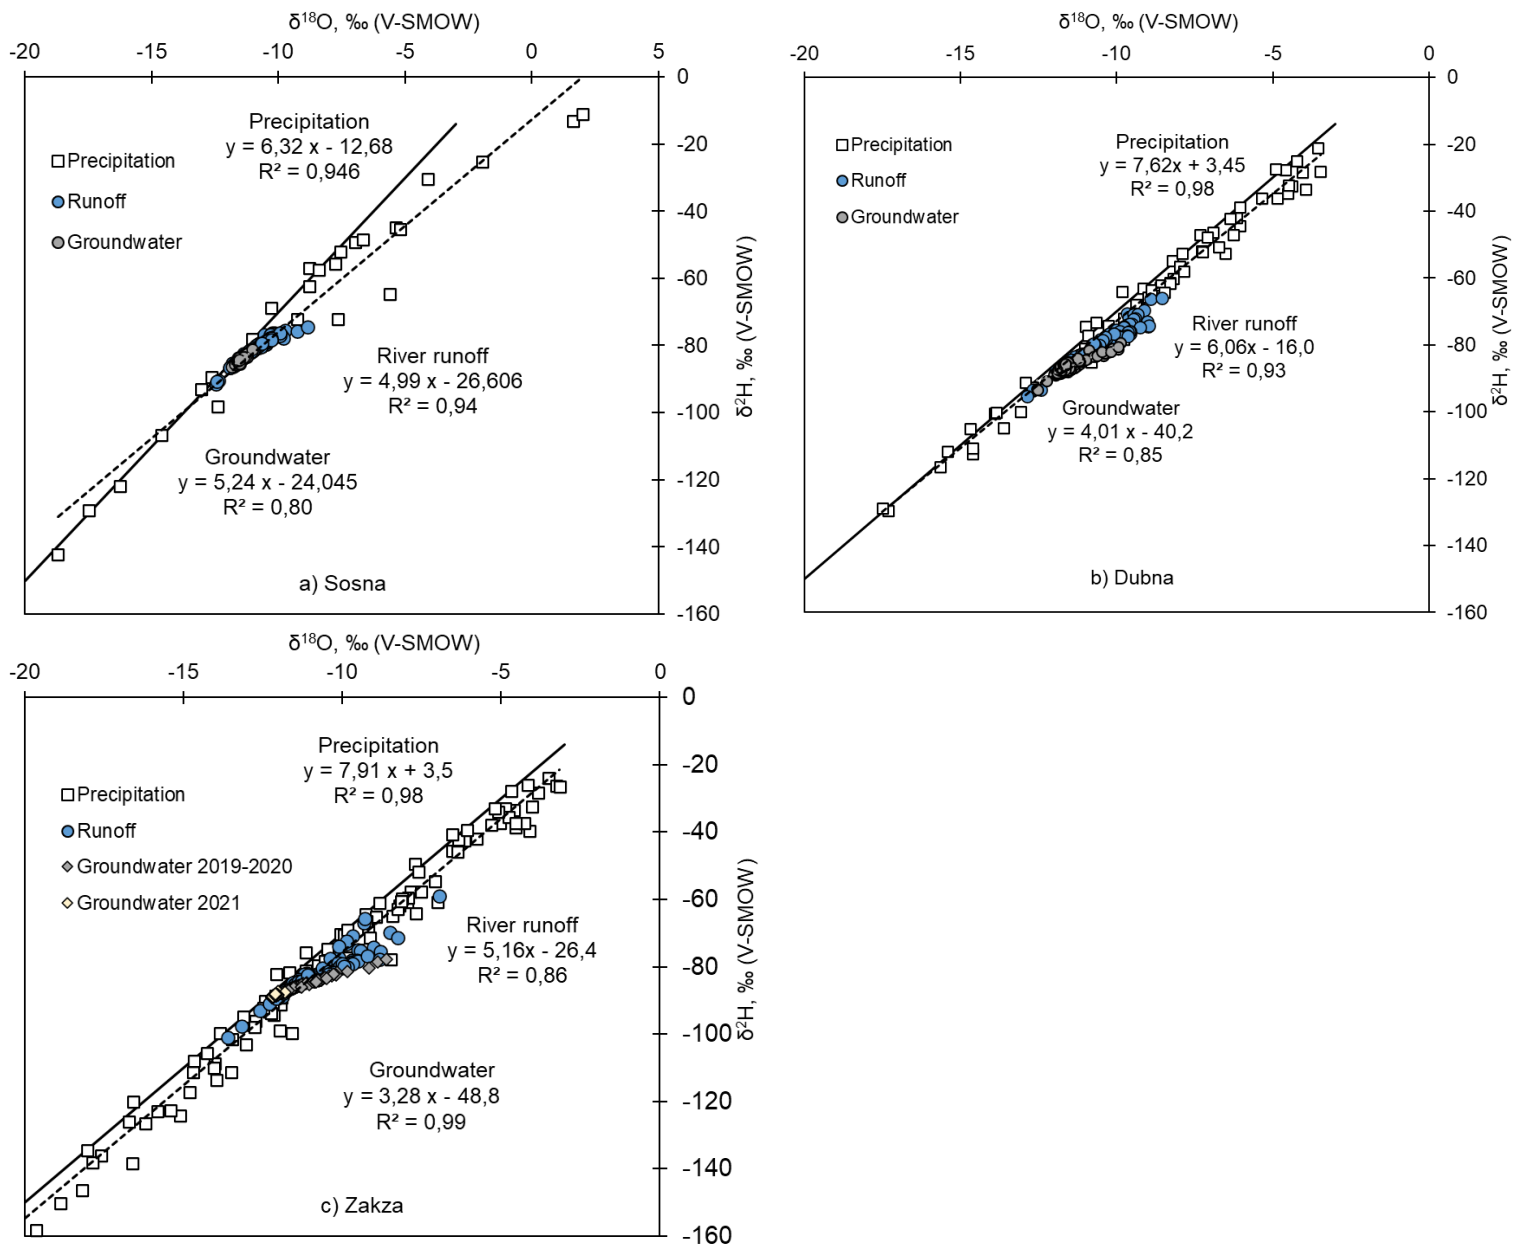 δ¹⁸O, ‰ (V-SMOW)
-20 -15 -10 -5 0 5
0
-20
-40
-60
-80
-100
-120
-140
-160
δ²H, ‰ (V-SMOW)
Precipitation
y = 6,32 x - 12,68
R² = 0,946
Precipitation
Runoff
Groundwater
River runoff
y = 4,99 x - 26,606
R² = 0,94
Groundwater
y = 5,24 x - 24,045
R² = 0,80
a) Sosna
δ¹⁸O, ‰ (V-SMOW)
-20 -15 -10 -5 0
0
-20
-40
-60
-80
-100
-120
-140
-160
δ²H, ‰ (V-SMOW)
Precipitation
y = 7,62x + 3,45
R² = 0,98
Precipitation
Runoff
Groundwater
River runoff
y = 6,06x - 16,0
R² = 0,93
Groundwater
y = 4,01 x - 40,2
R² = 0,85
b) Dubna
δ¹⁸O, ‰ (V-SMOW)
-20 -15 -10 -5 0
0
-20
-40
-60
-80
-100
-120
-140
-160
δ²H, ‰ (V-SMOW)
Precipitation
y = 7,91 x + 3,5
R² = 0,98
Precipitation
Runoff
Groundwater 2019-2020
Groundwater 2021
River runoff
y = 5,16x - 26,4
R² = 0,86
Groundwater
y = 3,28 x - 48,8
R² = 0,99
c) Zakza